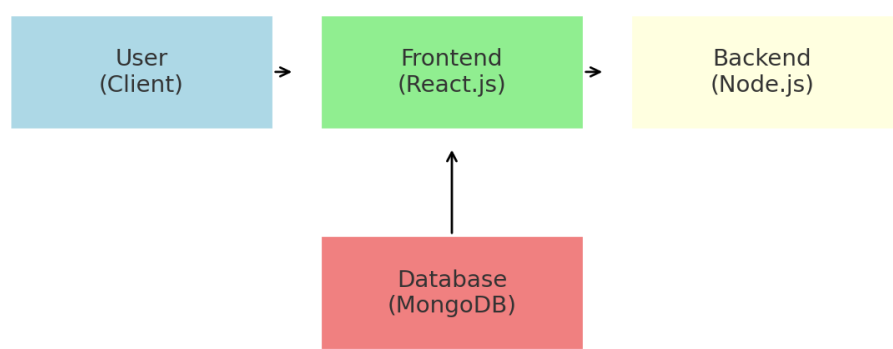 User
(Client)
Frontend
(React.js)
Backend
(Node.js)
Database
(MongoDB)